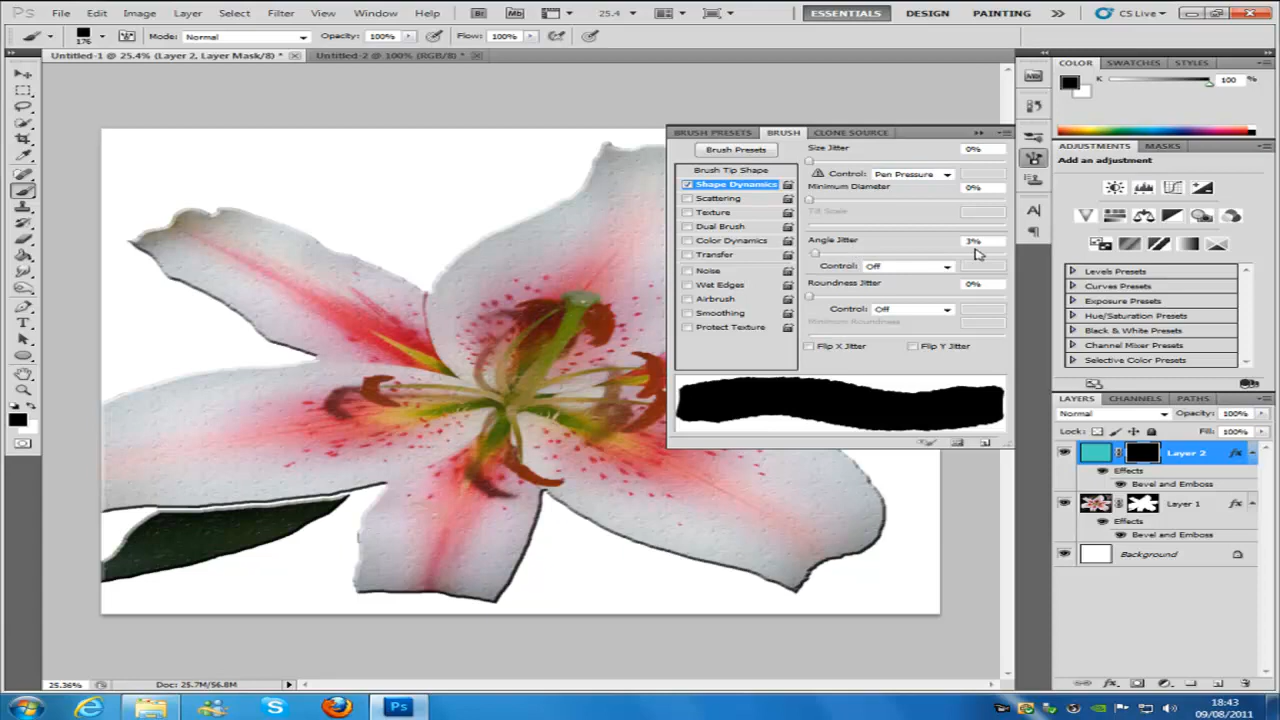 Ps File Edit Image Layer Select Filter View Window Help Br Mb 25.4 ESSENTIALS DESIGN PAINTING CS Live
176 Mode: Normal Opacity: 100% Flow: 100%
Untitled-1 @ 25.4% (Layer 2, Layer Mask/8) * Untitled-2 @ 100% (RGB/8) *
BRUSH PRESETS BRUSH CLONE SOURCE
Brush Presets
Brush Tip Shape
Shape Dynamics
Scattering
Texture
Dual Brush
Color Dynamics
Transfer
Noise
Wet Edges
Airbrush
Smoothing
Protect Texture
Size Jitter 0%
Control: Pen Pressure
Minimum Diameter 0%
Tilt Scale
Angle Jitter 3%
Control: Off
Roundness Jitter 0%
Control: Off
Minimum Roundness
Flip X Jitter Flip Y Jitter
COLOR SWATCHES STYLES
K 100 %
ADJUSTMENTS MASKS
Add an adjustment
Levels Presets
Curves Presets
Exposure Presets
Hue/Saturation Presets
Black & White Presets
Channel Mixer Presets
Selective Color Presets
LAYERS CHANNELS PATHS
Normal Opacity: 100%
Lock: Fill: 100%
Layer 2 fx
Effects
Bevel and Emboss
Layer 1 fx
Effects
Bevel and Emboss
Background
25.36% Doc: 25.7M/56.8M
Ps
18:43
09/08/2011